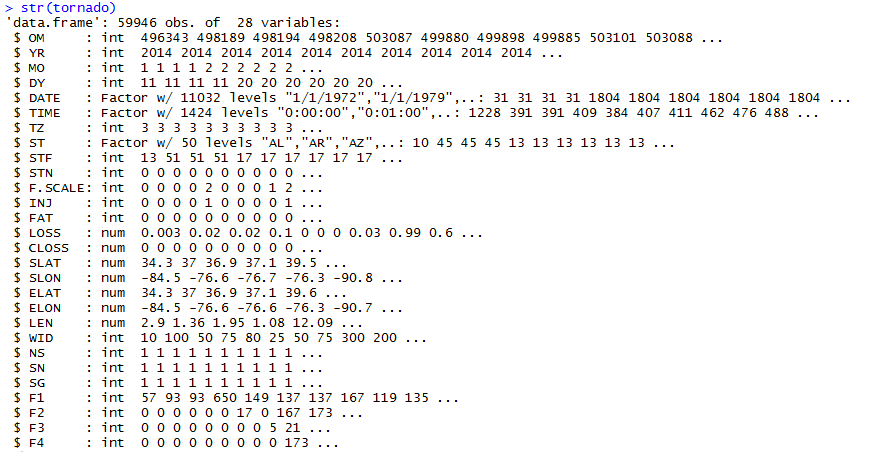 > str(tornado)
'data.frame': 59946 obs. of  28 variables:
 $ OM     : int  496343 498189 498194 498208 503087 499880 499898 499885 503101 503088 ...
 $ YR     : int  2014 2014 2014 2014 2014 2014 2014 2014 2014 2014 ...
 $ MO     : int  1 1 1 1 2 2 2 2 2 2 ...
 $ DY     : int  11 11 11 11 20 20 20 20 20 20 ...
 $ DATE   : Factor w/ 11032 levels "1/1/1972","1/1/1979",..: 31 31 31 31 1804 1804 1804 1804 1804 1804 ...
 $ TIME   : Factor w/ 1424 levels "0:00:00","0:01:00",..: 1228 391 391 409 384 407 411 462 476 488 ...
 $ TZ     : int  3 3 3 3 3 3 3 3 3 3 ...
 $ ST     : Factor w/ 50 levels "AL","AR","AZ",..: 10 45 45 45 13 13 13 13 13 13 ...
 $ STF    : int  13 51 51 51 17 17 17 17 17 17 ...
 $ STN    : int  0 0 0 0 0 0 0 0 0 0 ...
 $ F.SCALE: int  0 0 0 0 2 0 0 0 1 2 ...
 $ INJ    : int  0 0 0 0 1 0 0 0 0 1 ...
 $ FAT    : int  0 0 0 0 0 0 0 0 0 0 ...
 $ LOSS   : num  0.003 0.02 0.02 0.1 0 0 0 0.03 0.99 0.6 ...
 $ CLOSS  : num  0 0 0 0 0 0 0 0 0 0 ...
 $ SLAT   : num  34.3 37 36.9 37.1 39.5 ...
 $ SLON   : num  -84.5 -76.6 -76.7 -76.3 -90.8 ...
 $ ELAT   : num  34.3 37 36.9 37.1 39.6 ...
 $ ELON   : num  -84.5 -76.6 -76.6 -76.3 -90.7 ...
 $ LEN    : num  2.9 1.36 1.95 1.08 12.09 ...
 $ WID    : int  10 100 50 75 80 25 50 75 300 200 ...
 $ NS     : int  1 1 1 1 1 1 1 1 1 1 ...
 $ SN     : int  1 1 1 1 1 1 1 1 1 1 ...
 $ SG     : int  1 1 1 1 1 1 1 1 1 1 ...
 $ F1     : int  57 93 93 650 149 137 137 167 119 135 ...
 $ F2     : int  0 0 0 0 0 0 17 0 167 173 ...
 $ F3     : int  0 0 0 0 0 0 0 0 5 21 ...
 $ F4     : int  0 0 0 0 0 0 0 0 0 173 ...